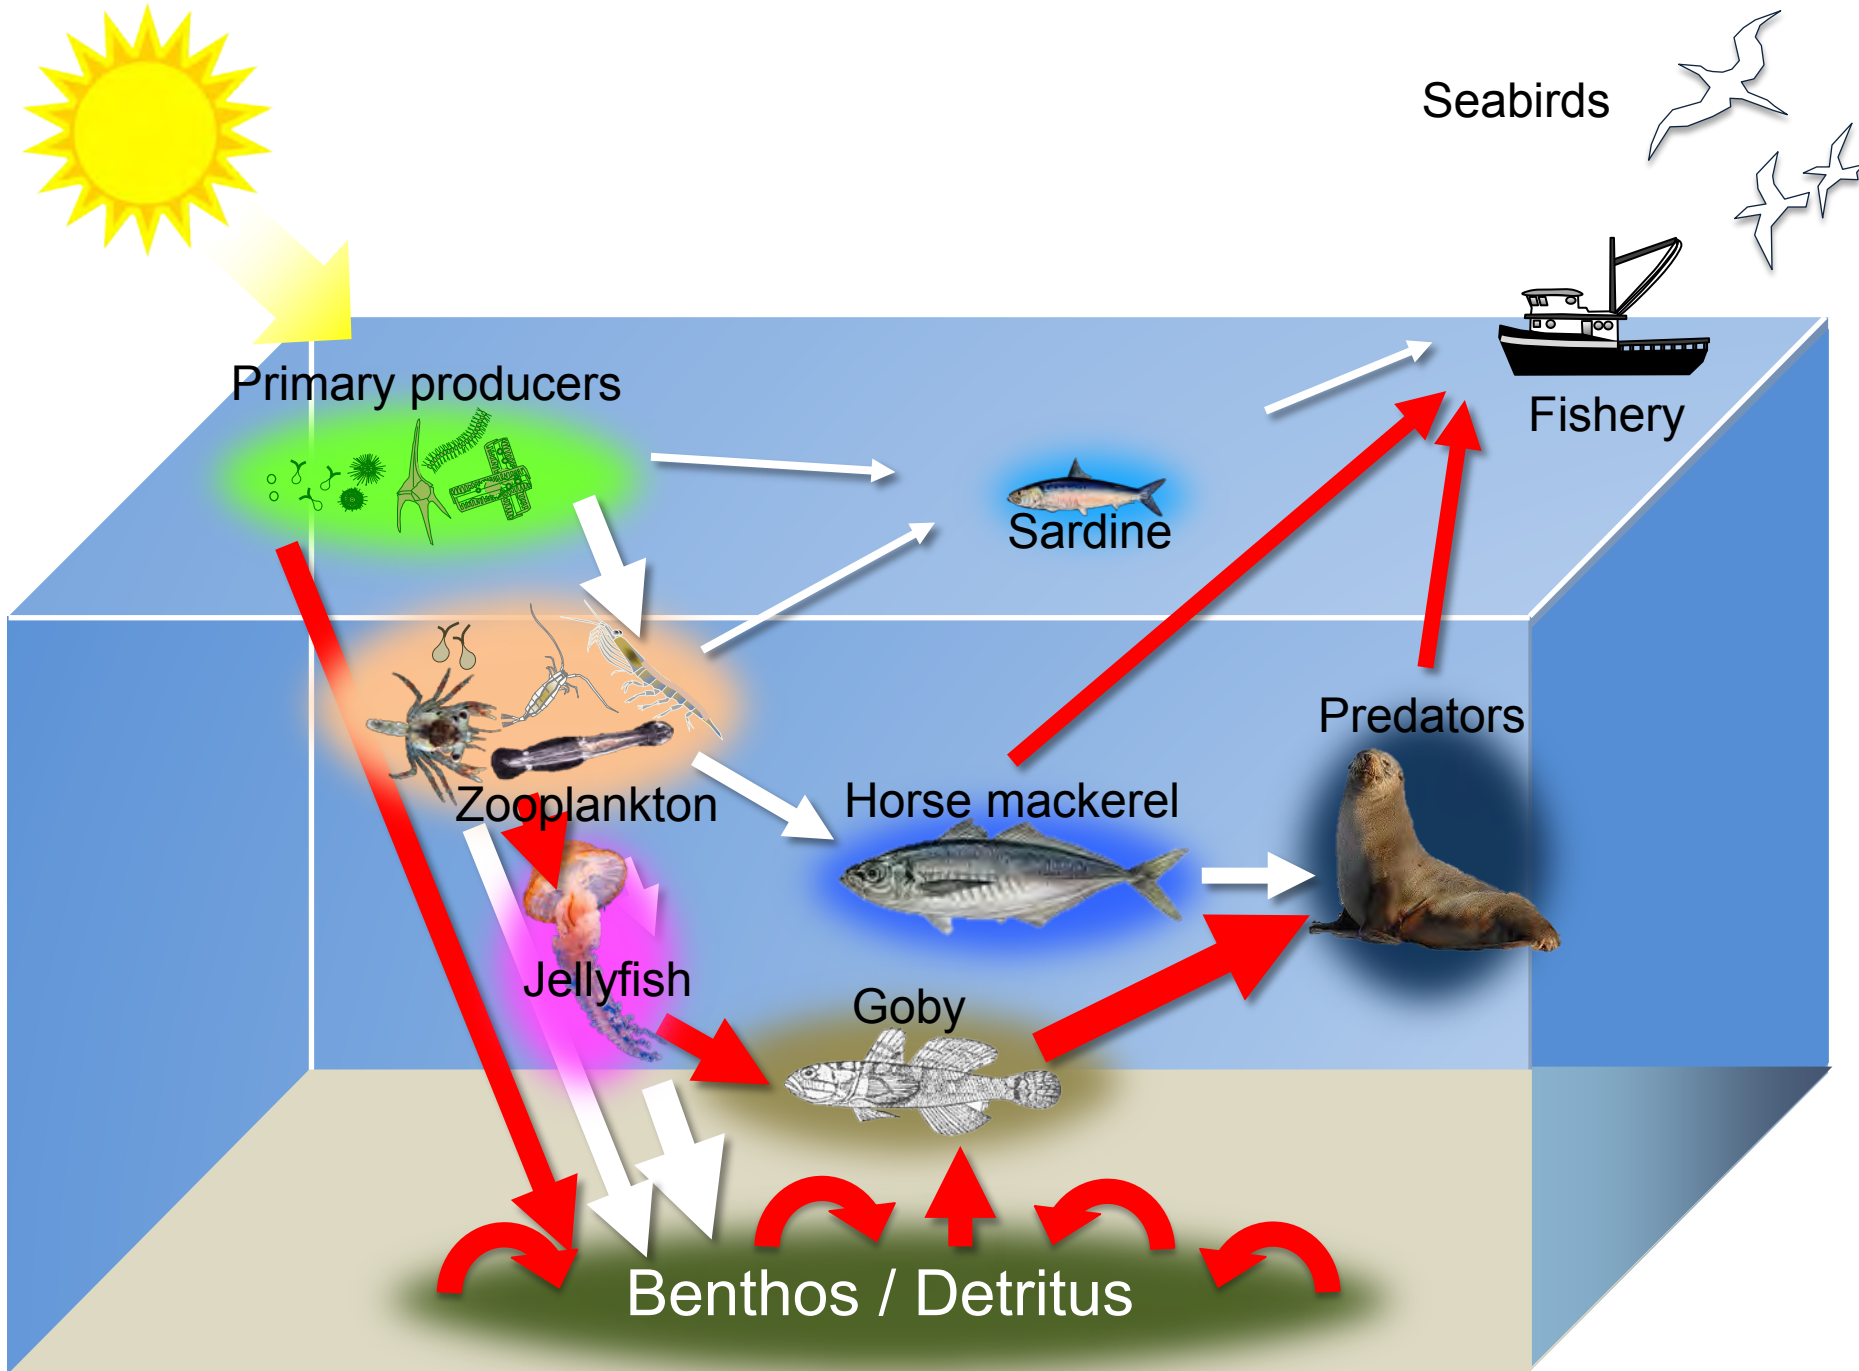 Seabirds
Primary producers
Fishery
Sardine
Predators
Zooplankton
Horse mackerel
Jellyfish
Goby
Benthos / Detritus